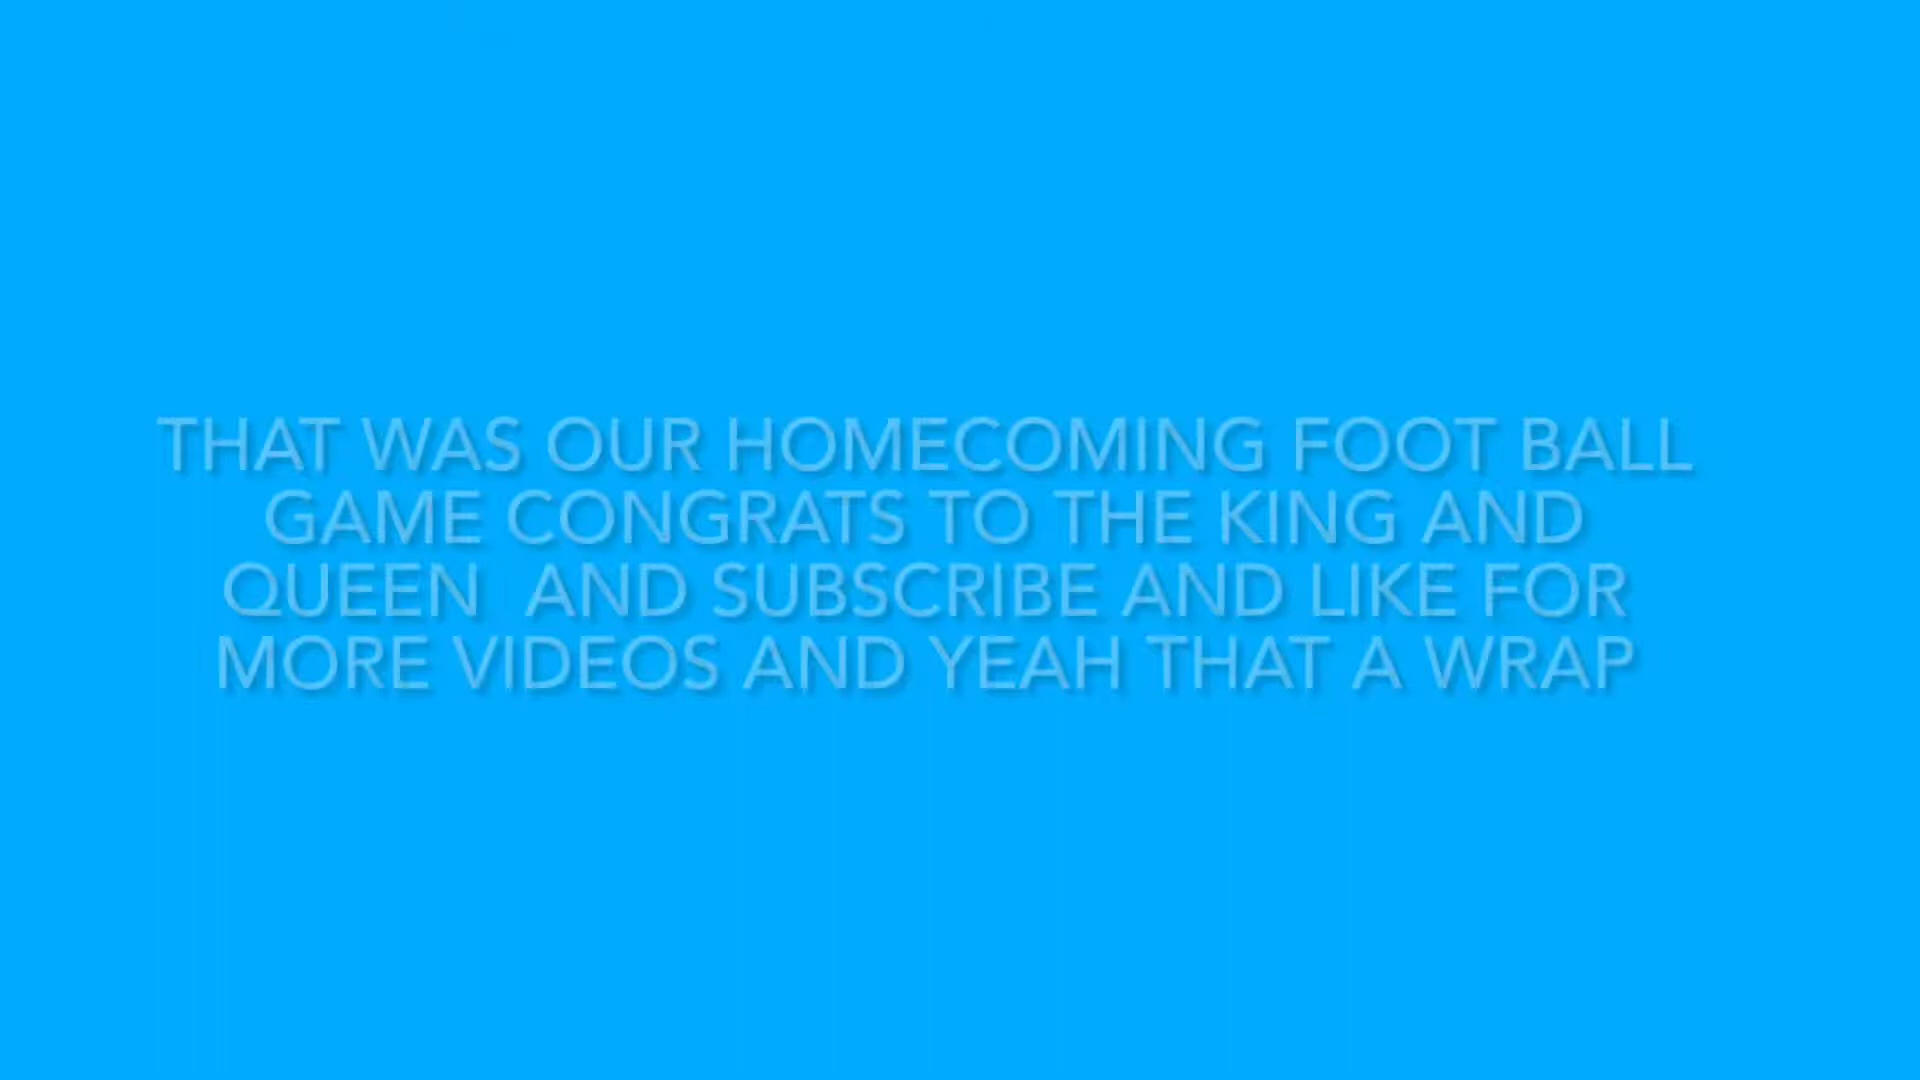 THAT WAS OUR HOMECOMING FOOT BALL
GAME CONGRATS TO THE KING AND
QUEEN  AND SUBSCRIBE AND LIKE FOR
MORE VIDEOS AND YEAH THAT A WRAP